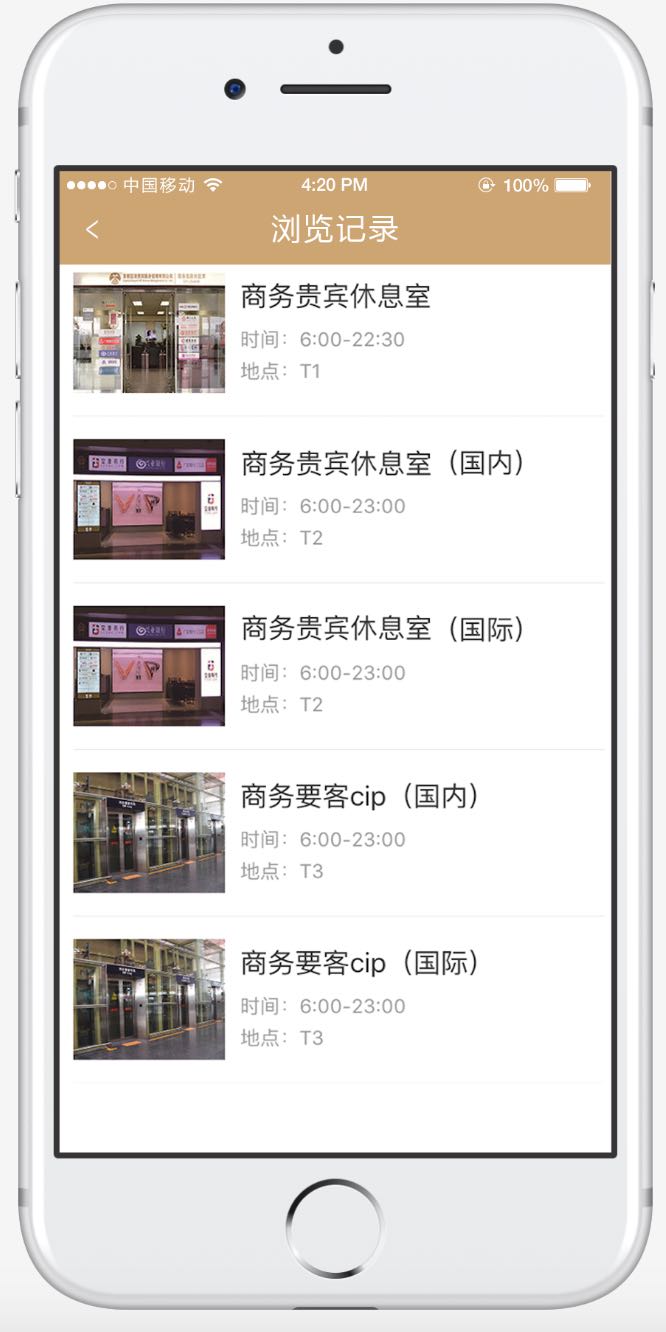 中国移动
4:20 PM
100%
浏览记录
商务贵宾休息室
时间：6:00-22:30
地点：T1
商务贵宾休息室（国内）
时间：6:00-23:00
地点：T2
VIP
商务贵宾休息室（国际）
时间：6:00-23:00
地点：T2
VIP
商务要客cip（国内）
时间：6:00-23:00
地点：T3
商务要客cip（国际）
时间：6:00-23:00
地点：T3